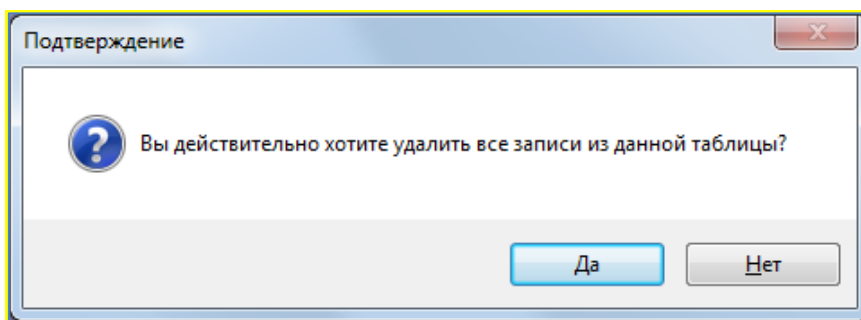 Подтверждение
Вы действительно хотите удалить все записи из данной таблицы?
Да
Нет